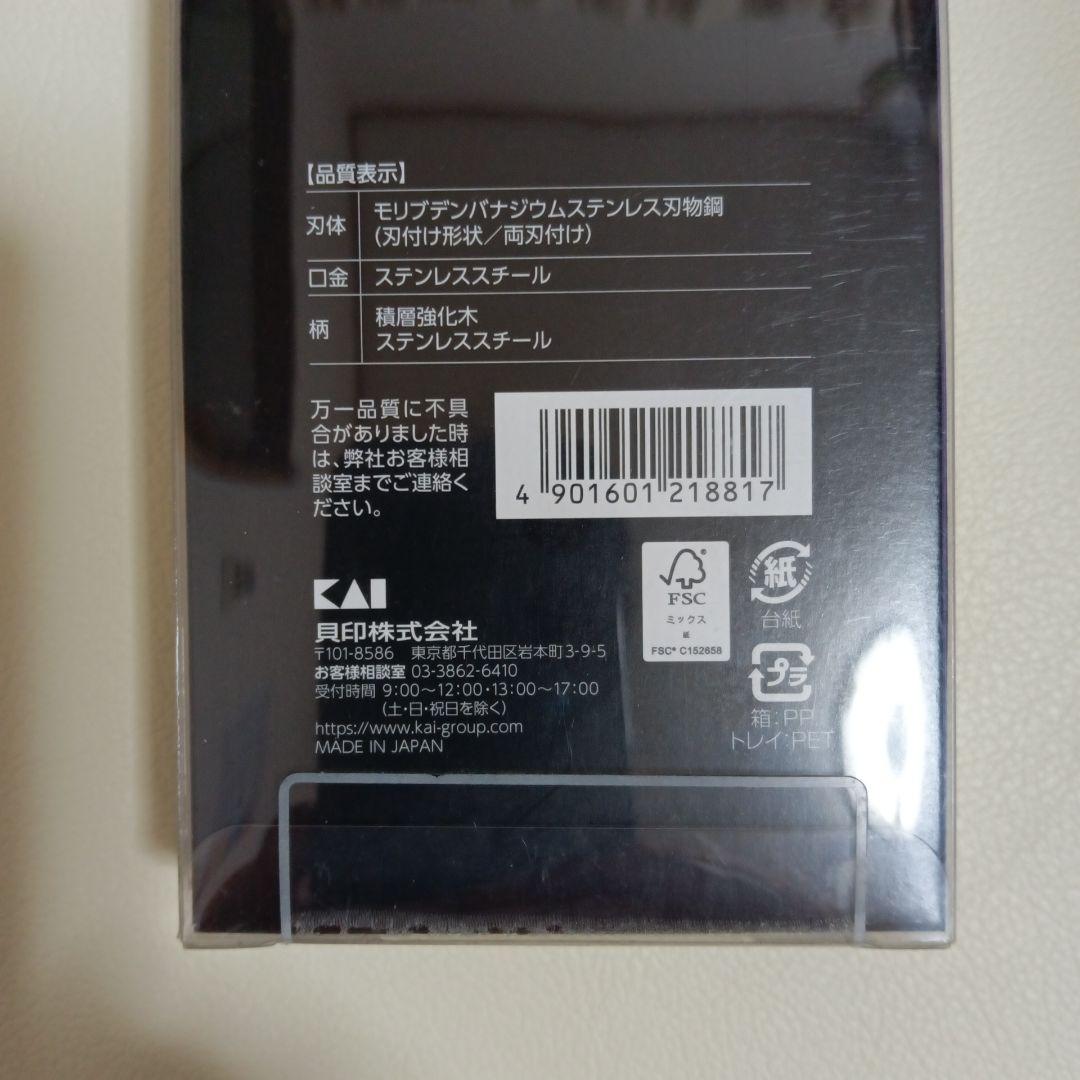 【品質表示】
刃体 モリブデンバナジウムステンレス刃物鋼
(刃付け形状/両刃付け)
口金 ステンレススチール
柄 積層強化木
ステンレススチール
万一品質に不具
合がありました時
は、弊社お客様相
談室までご連絡く
ださい。
4 901601 218817
KAI
貝印株式会社
〒101-8586 東京都千代田区岩本町3-9-5
お客様相談室 03-3862-6410
受付時間 9:00～12:00・13:00～17:00
(土・日・祝日を除く)
https://www.kai-group.com
MADE IN JAPAN
FSC
ミックス
紙
FSC® C152658
紙
台紙
プラ
箱:PP
トレイ:PET